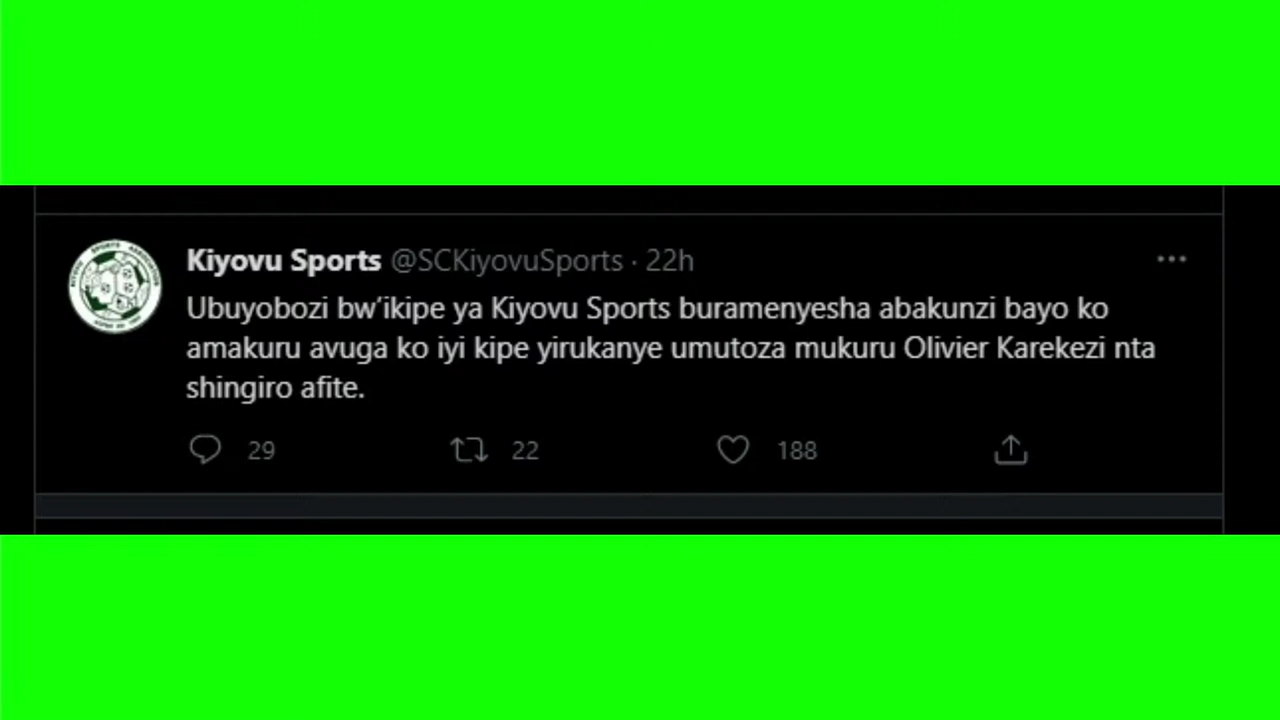 Kiyovu Sports @SCKiyovuSports · 22h
Ubuyobozi bw'ikipe ya Kiyovu Sports buramenyesha abakunzi bayo ko
amakuru avuga ko iyi kipe yirukanye umutoza mukuru Olivier Karekezi nta
shingiro afite.
29 22 188